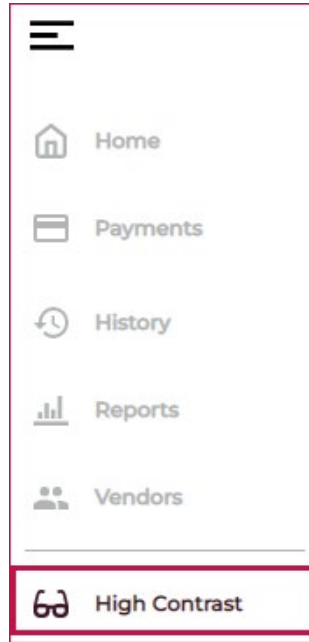 Home
Payments
History
Reports
Vendors
High Contrast